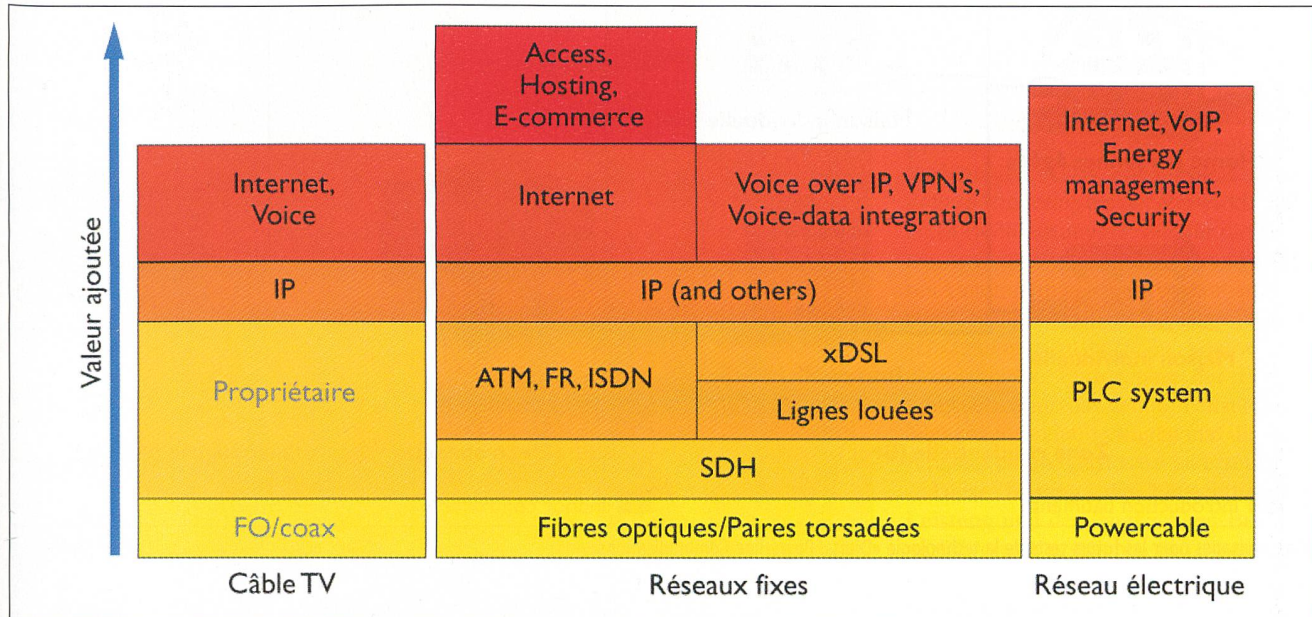 Valeur ajoutée
Internet,
Voice
IP
Propriétaire
FO/coax
Câble TV
Access,
Hosting,
E-commerce
Internet
Voice over IP, VPN's,
Voice-data integration
IP (and others)
ATM, FR, ISDN
xDSL
Lignes louées
SDH
Fibres optiques/Paires torsadées
Réseaux fixes
Internet, VoIP,
Energy
management,
Security
IP
PLC system
Powercable
Réseau électrique